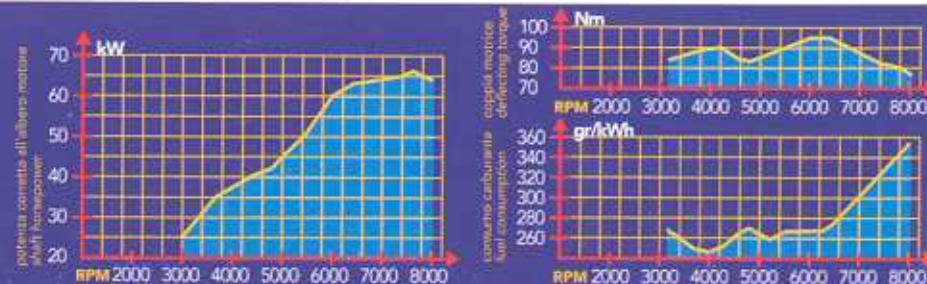 kW
potenza corretta all'albero motore
shaft horsepower
70
60
50
40
30
20
RPM 2000 3000 4000 5000 6000 7000 8000
Nm
coppia motrice
deflecting torque
100
90
80
70
RPM 2000 3000 4000 5000 6000 7000 8000
gr/kWh
consumo carburante
fuel consumption
360
340
320
300
280
260
RPM 2000 3000 4000 5000 6000 7000 8000